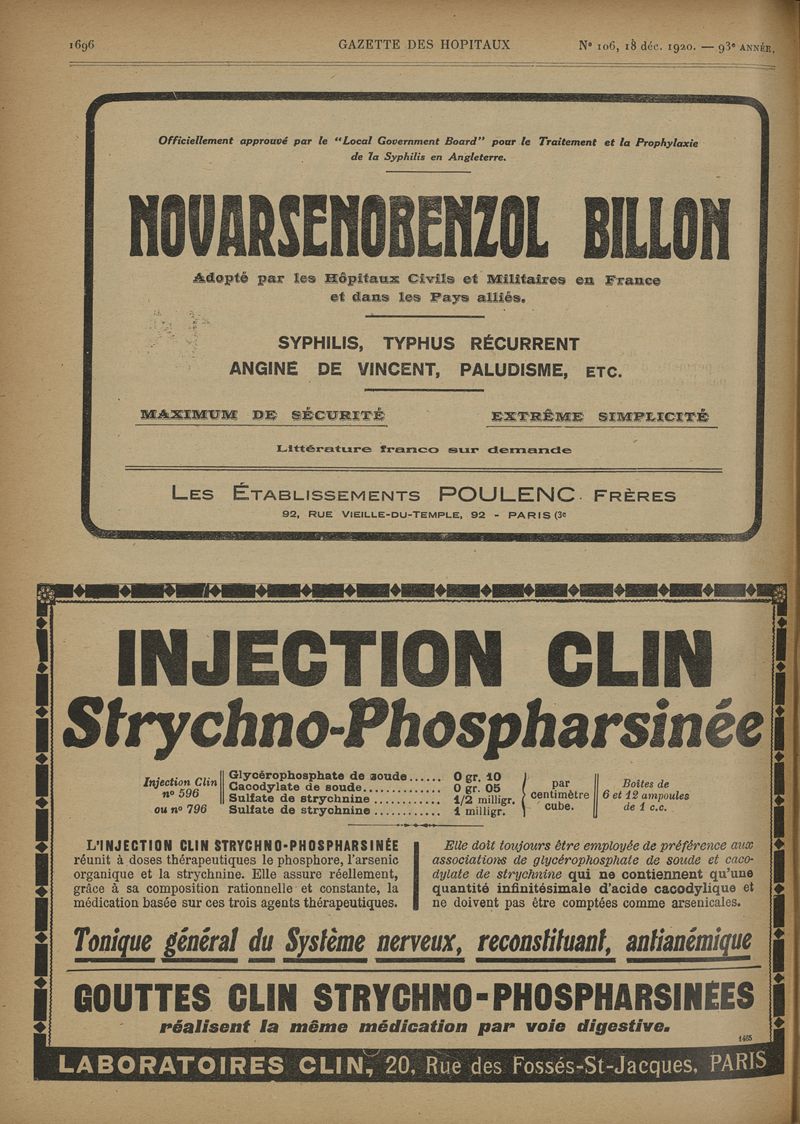 1696
GAZETTE DES HOPITAUX
Nº 106, 18 déc. 1920. — 93e ANNÉE.
Officiellement approuvé par le "Local Government Board" pour le Traitement et la Prophylaxie
de la Syphilis en Angleterre.
NOVARSENOBENZOL BILLON
Adopté par les Hôpitaux Civils et Militaires en France
et dans les Pays alliés.
SYPHILIS, TYPHUS RÉCURRENT
ANGINE DE VINCENT, PALUDISME, ETC.
MAXIMUM DE SÉCURITÉ
EXTRÊME SIMPLICITÉ
Littérature franco sur demande
LES ÉTABLISSEMENTS POULENC FRÈRES
92, RUE VIEILLE-DU-TEMPLE, 92 - PARIS (3e
INJECTION CLIN
Strychno-Phospharsinée
Injection Clin
nº 596
ou nº 796
Glycérophosphate de soude...... 0 gr. 10
Cacodylate de soude.............. 0 gr. 05
Sulfate de strychnine ............ 1/2 milligr.
Sulfate de strychnine ............ 1 milligr.
par
centimètre
cube.
Boîtes de
6 et 12 ampoules
de 1 c.c.
L'INJECTION CLIN STRYCHNO-PHOSPHARSINÉE
réunit à doses thérapeutiques le phosphore, l'arsenic
organique et la strychnine. Elle assure réellement,
grâce à sa composition rationnelle et constante, la
médication basée sur ces trois agents thérapeutiques.
Elle doit toujours être employée de préférence aux
associations de glycérophosphate de soude et caco-
dylate de strychnine qui ne contiennent qu'une
quantité infinitésimale d'acide cacodylique et
ne doivent pas être comptées comme arsenicales.
Tonique général du Système nerveux, reconstituant, antianémique
GOUTTES CLIN STRYCHNO-PHOSPHARSINÉES
réalisent la même médication par voie digestive.
1465
LABORATOIRES CLIN, 20, Rue des Fossés-St-Jacques, PARIS